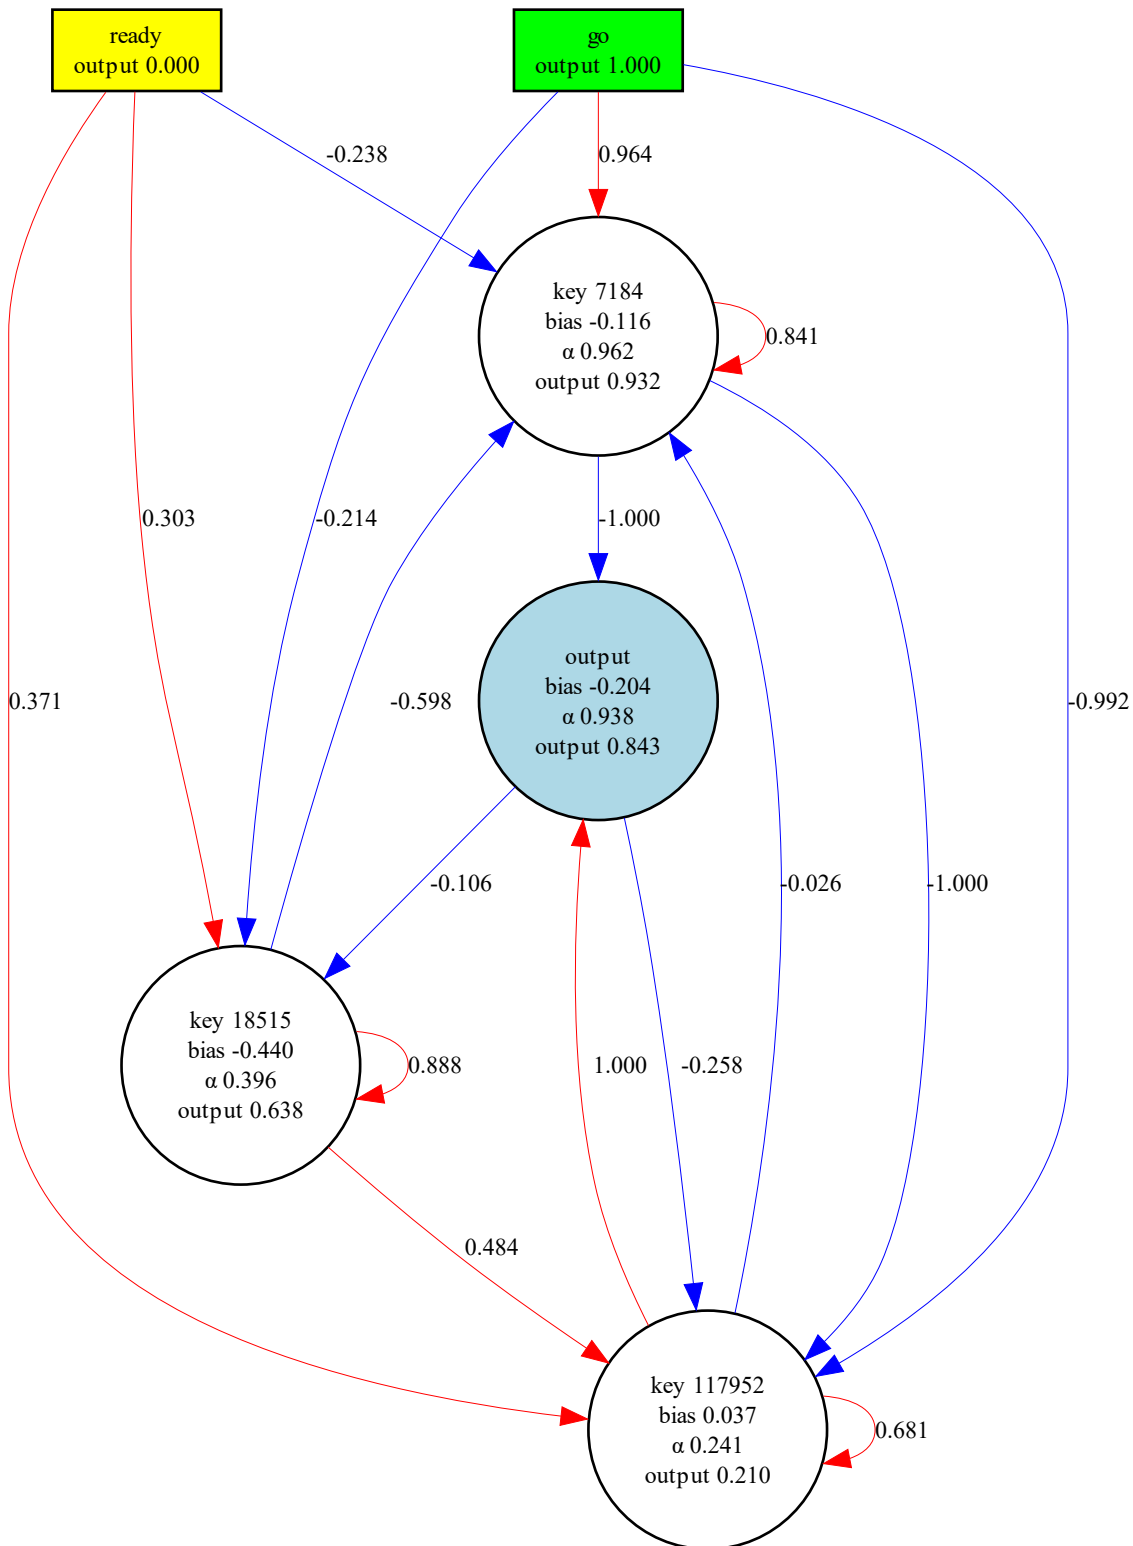 ready
output 0.000
go
output 1.000
-0.238
0.964
key 7184
bias -0.116
α 0.962
output 0.932
0.841
0.303
-0.214
-1.000
0.371
-0.598
output
bias -0.204
α 0.938
output 0.843
-0.992
-0.106
-0.026
-1.000
key 18515
bias -0.440
α 0.396
output 0.638
0.888
1.000
-0.258
0.484
key 117952
bias 0.037
α 0.241
output 0.210
0.681